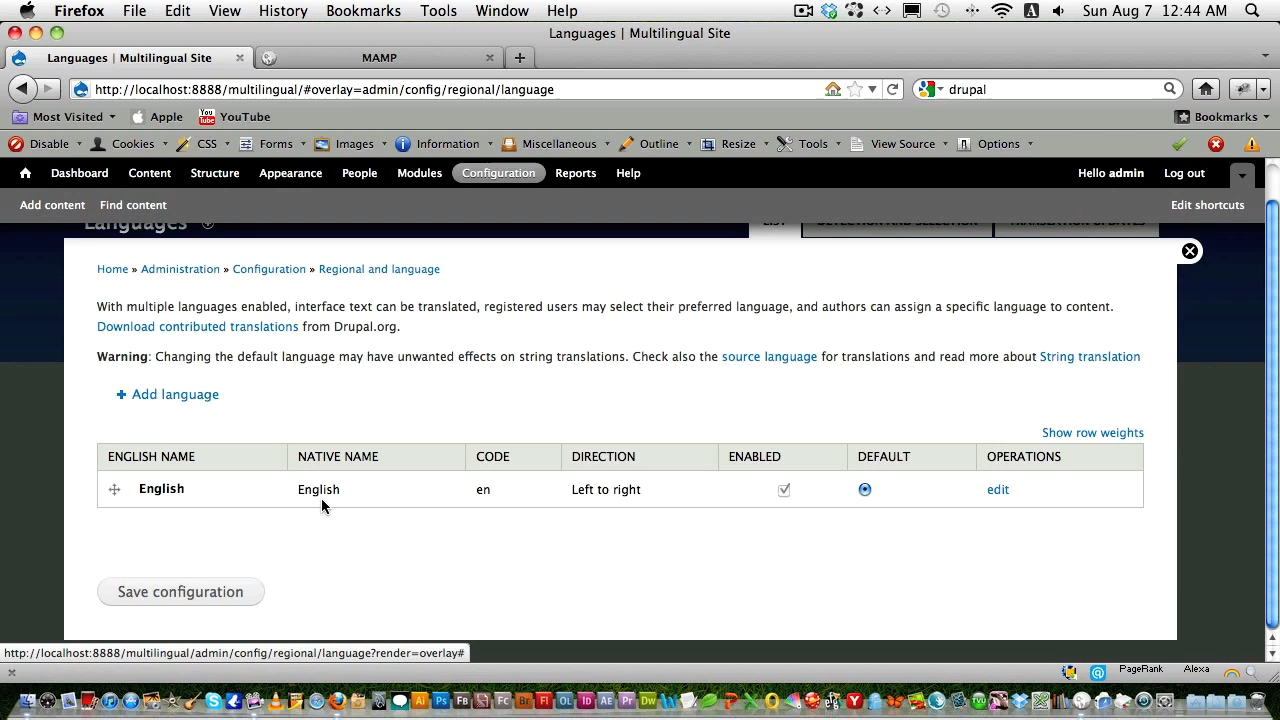 Firefox File Edit View History Bookmarks Tools Window Help Sun Aug 7 12:44 AM
Languages | Multilingual Site
Languages | Multilingual Site MAMP
http://localhost:8888/multilingual/#overlay=admin/config/regional/language drupal
Most Visited Apple YouTube Bookmarks
Disable Cookies CSS Forms Images Information Miscellaneous Outline Resize Tools View Source Options
Dashboard Content Structure Appearance People Modules Configuration Reports Help Hello admin Log out
Add content Find content Edit shortcuts
Languages LIST DETECTION AND SELECTION TRANSLATION UPDATES
Home » Administration » Configuration » Regional and language
With multiple languages enabled, interface text can be translated, registered users may select their preferred language, and authors can assign a specific language to content.
Download contributed translations from Drupal.org.
Warning: Changing the default language may have unwanted effects on string translations. Check also the source language for translations and read more about String translation
Add language
Show row weights
ENGLISH NAME NATIVE NAME CODE DIRECTION ENABLED DEFAULT OPERATIONS
English English en Left to right edit
Save configuration
http://localhost:8888/multilingual/admin/config/regional/language?render=overlay#
PageRank Alexa